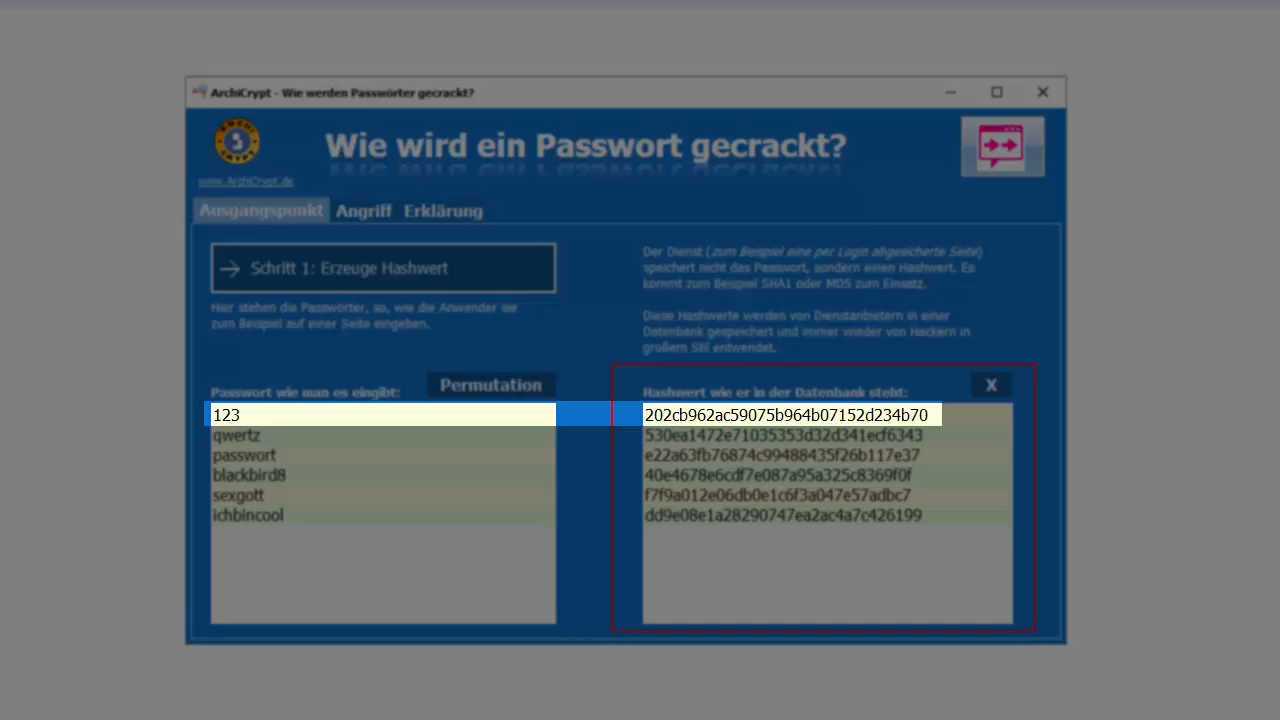 ArchiCrypt - Wie werden Passwörter gecrackt?
Wie wird ein Passwort gecrackt?
www.ArchiCrypt.de
Ausgangspunkt Angriff Erklärung
Schritt 1: Erzeuge Hashwert
Hier stehen die Passwörter, so, wie die Anwender sie
zum Beispiel auf einer Seite eingeben.
Der Dienst (zum Beispiel eine per Login abgesicherte Seite)
speichert nicht das Passwort, sondern einen Hashwert. Es
kommt zum Beispiel SHA1 oder MD5 zum Einsatz.
Diese Hashwerte werden von Dienstanbietern in einer
Datenbank gespeichert und immer wieder von Hackern in
großem Stil entwendet.
Passwort wie man es eingibt:
Permutation
123
qwertz
passwort
blackbird8
sexgott
ichbincool
Hashwert wie er in der Datenbank steht:
X
202cb962ac59075b964b07152d234b70
530ea1472e71035353d32d341ecf6343
e22a63fb76874c99488435f26b117e37
40e4678e6cdf7e087a95a325c8369f0f
f7f9a012e06db0e1c6f3a047e57adbc7
dd9e08e1a28290747ea2ac4a7c426199